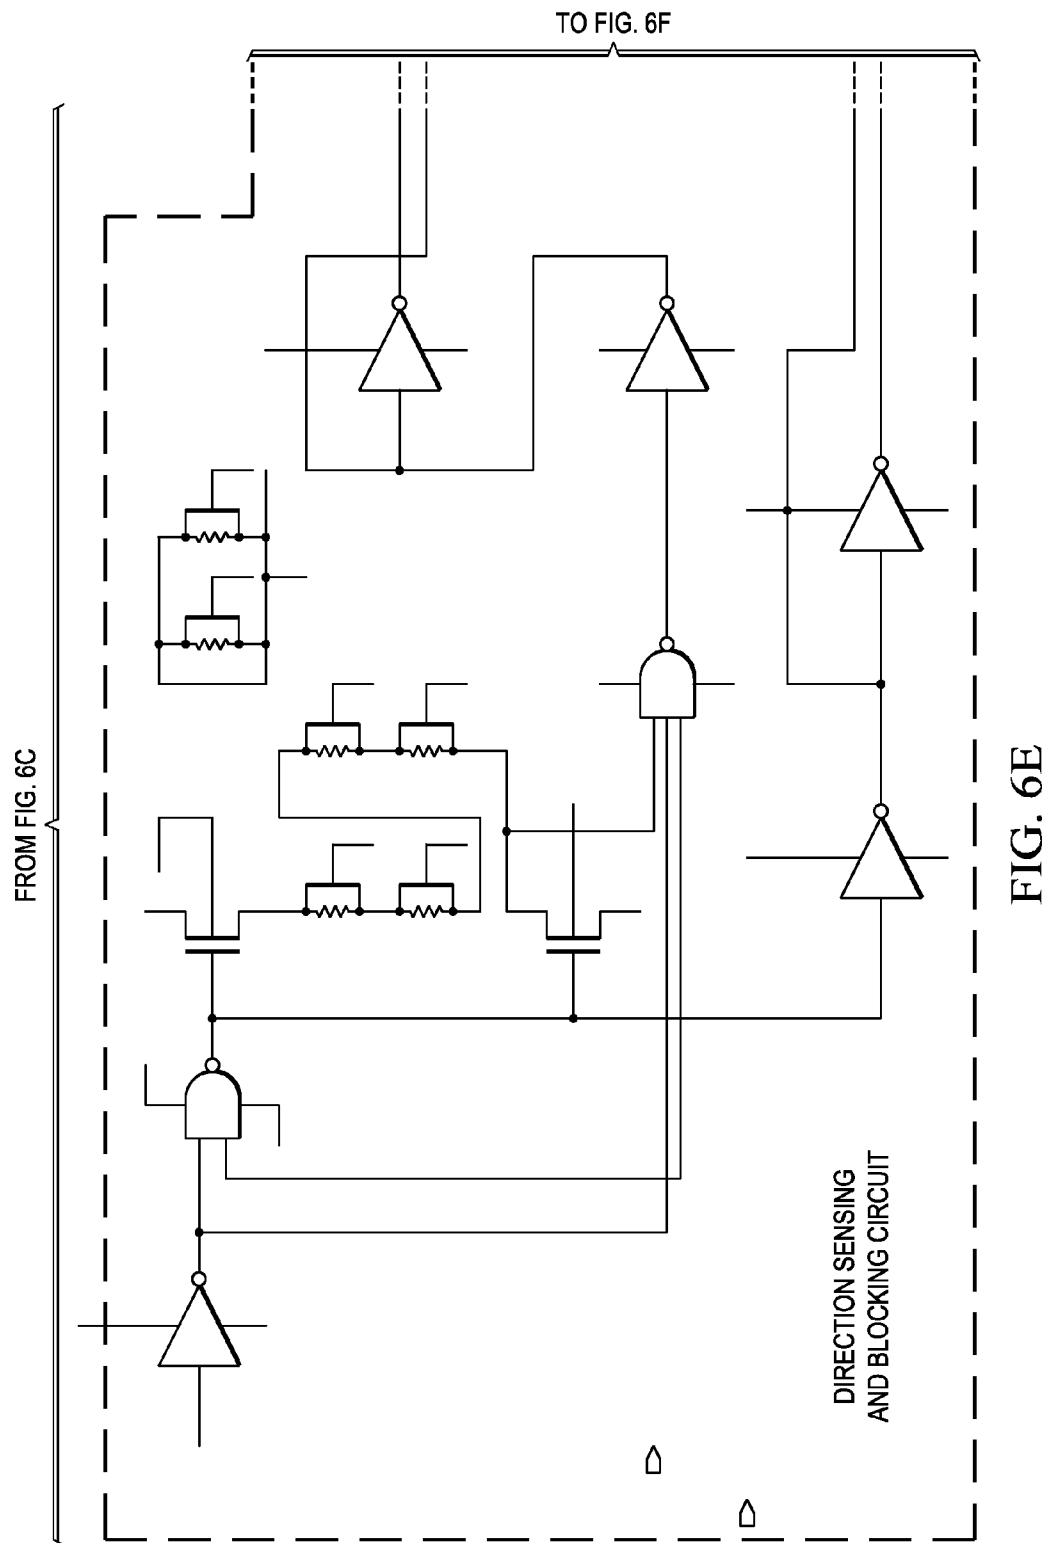 TO FIG. 6F
FROM FIG. 6C
DIRECTION SENSING
AND BLOCKING CIRCUIT
FIG. 6E